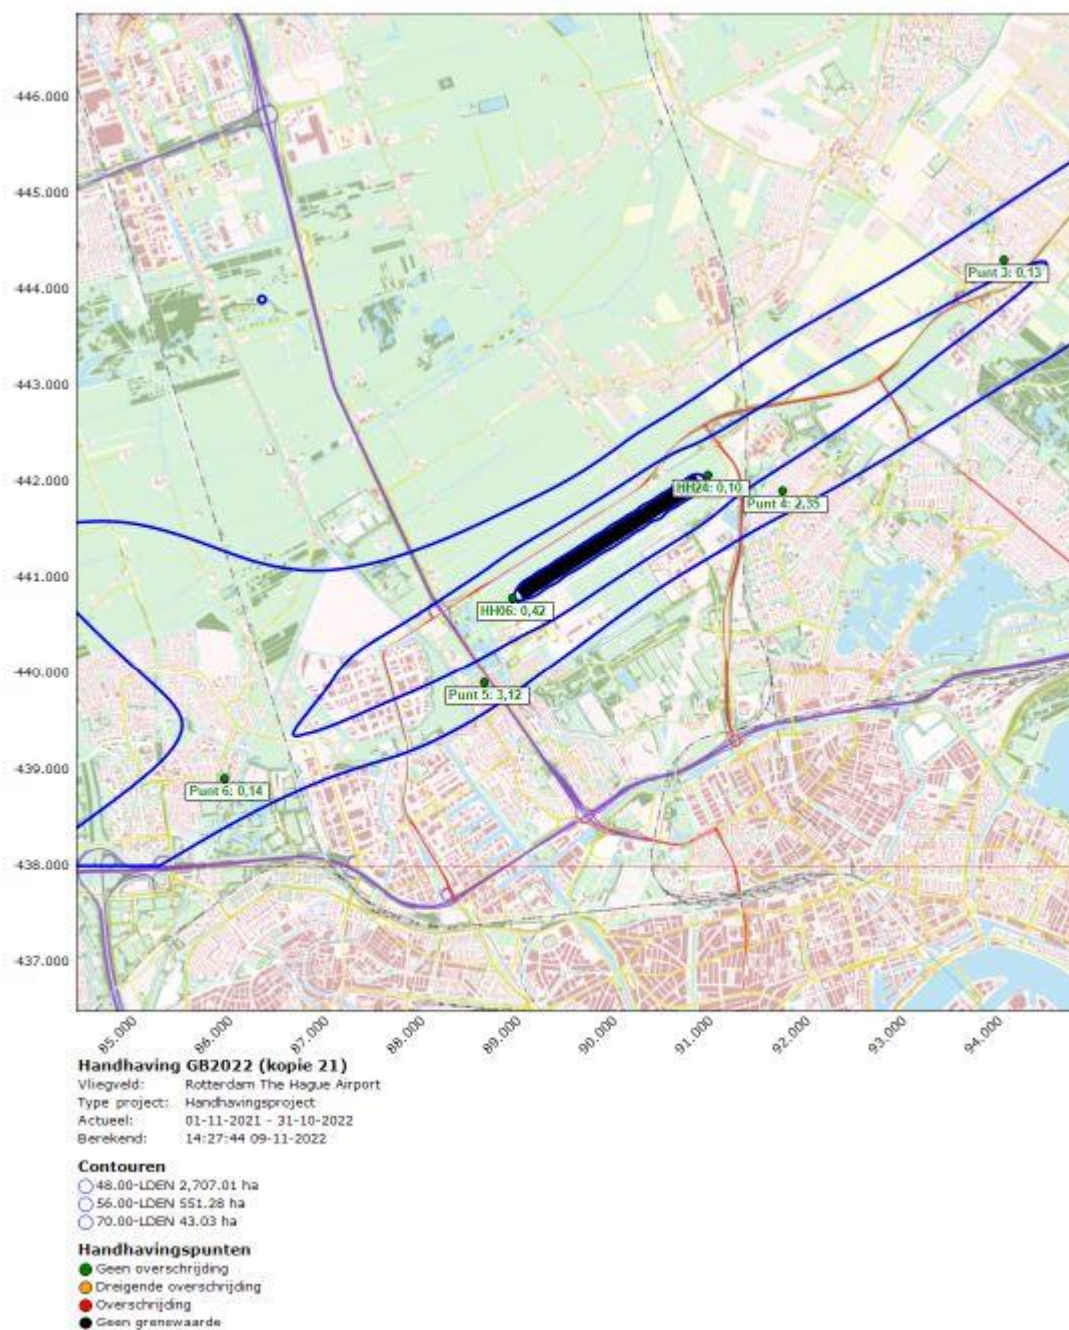 446.000
445.000
444.000
Punt 3: 0,13
443.000
442.000
HH24: 0,10
Punt 4: 2,35
441.000
HH06: 0,42
440.000
Punt 5: 3,12
439.000
Punt 6: 0,14
438.000
437.000
85.000
86.000
87.000
88.000
89.000
90.000
91.000
92.000
93.000
94.000
Handhaving GB2022 (kopie 21)
Vliegveld: Rotterdam The Hague Airport
Type project: Handhavingsproject
Actueel: 01-11-2021 - 31-10-2022
Berekend: 14:27:44 09-11-2022
Contouren
48.00-LDEN 2,707.01 ha
56.00-LDEN 551.28 ha
70.00-LDEN 43.03 ha
Handhavingspunten
Geen overschrijding
Dreigende overschrijding
Overschrijding
Geen grenswaarde